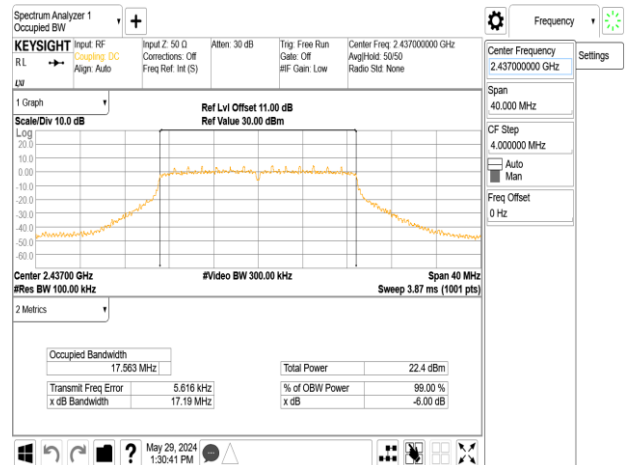 Spectrum Analyzer 1
Occupied BW
Frequency
KEYSIGHT
RL
Input: RF
Coupling: DC
Align: Auto
Input Z: 50 Ω
Corrections: Off
Freq Ref: Int (S)
Atten: 30 dB
Trig: Free Run
Gate: Off
#IF Gain: Low
Center Freq: 2.437000000 GHz
Avg|Hold: 50/50
Radio Std: None
Center Frequency
2.437000000 GHz
Settings
Span
40.000 MHz
CF Step
4.000000 MHz
Auto
Man
Freq Offset
0 Hz
1 Graph
Scale/Div 10.0 dB
Ref Lvl Offset 11.00 dB
Ref Value 30.00 dBm
Log
20.0
10.0
0.00
-10.0
-20.0
-30.0
-40.0
-50.0
-60.0
Center 2.43700 GHz
#Res BW 100.00 kHz
#Video BW 300.00 kHz
Span 40 MHz
Sweep 3.87 ms (1001 pts)
2 Metrics
Occupied Bandwidth
17.563 MHz
Transmit Freq Error 5.616 kHz
x dB Bandwidth 17.19 MHz
Total Power 22.4 dBm
% of OBW Power 99.00 %
x dB -6.00 dB
?
May 29, 2024
1:30:41 PM